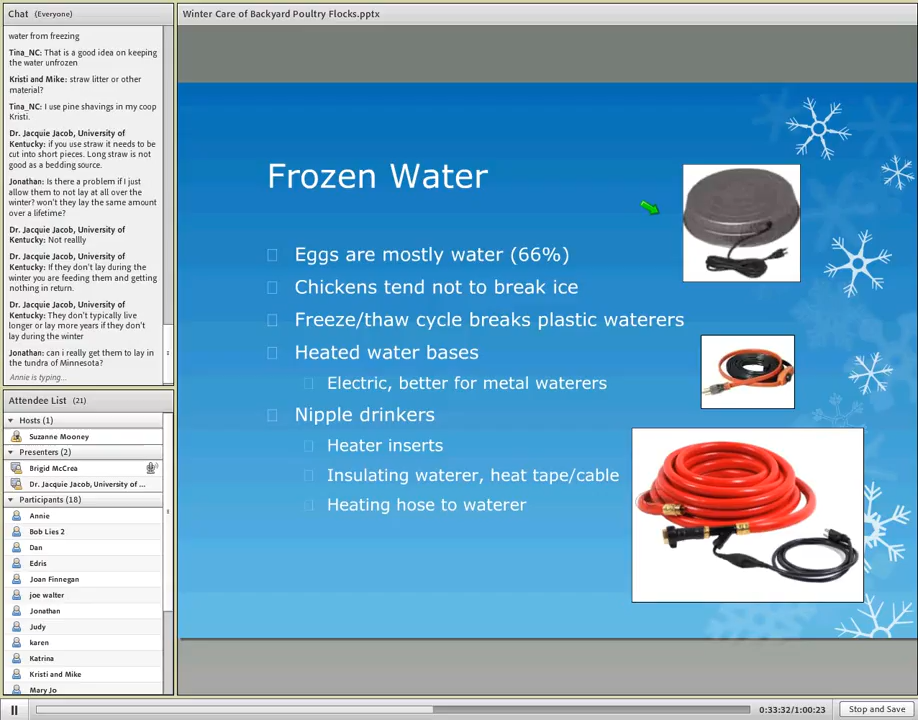 Chat (Everyone)
water from freezing
Tina_NC: That is a good idea on keeping
the water unfrozen
Kristi and Mike: straw litter or other
material?
Tina_NC: I use pine shavings in my coop
Kristi.
Dr. Jacquie Jacob, University of
Kentucky: if you use straw it needs to be
cut into short pieces. Long straw is not
good as a bedding source.
Jonathan: Is there a problem if I just
allow them to not lay at all over the
winter? won't they lay the same amount
over a lifetime?
Dr. Jacquie Jacob, University of
Kentucky: Not reallly
Dr. Jacquie Jacob, University of
Kentucky: If they don't lay during the
winter you are feeding them and getting
nothing in return.
Dr. Jacquie Jacob, University of
Kentucky: They don't typically live
longer or lay more years if they don't
lay during the winter
Jonathan: can i really get them to lay in
the tundra of Minnesota?
Annie is typing...
Attendee List (21)
Hosts (1)
Suzanne Mooney
Presenters (2)
Brigid McCrea
Dr. Jacquie Jacob, University of ...
Participants (18)
Annie
Bob Lies 2
Dan
Edris
Joan Finnegan
joe walter
Jonathan
Judy
karen
Katrina
Kristi and Mike
Mary Jo
Winter Care of Backyard Poultry Flocks.pptx
Frozen Water
Eggs are mostly water (66%)
Chickens tend not to break ice
Freeze/thaw cycle breaks plastic waterers
Heated water bases
Electric, better for metal waterers
Nipple drinkers
Heater inserts
Insulating waterer, heat tape/cable
Heating hose to waterer
0:33:32/1:00:23
Stop and Save